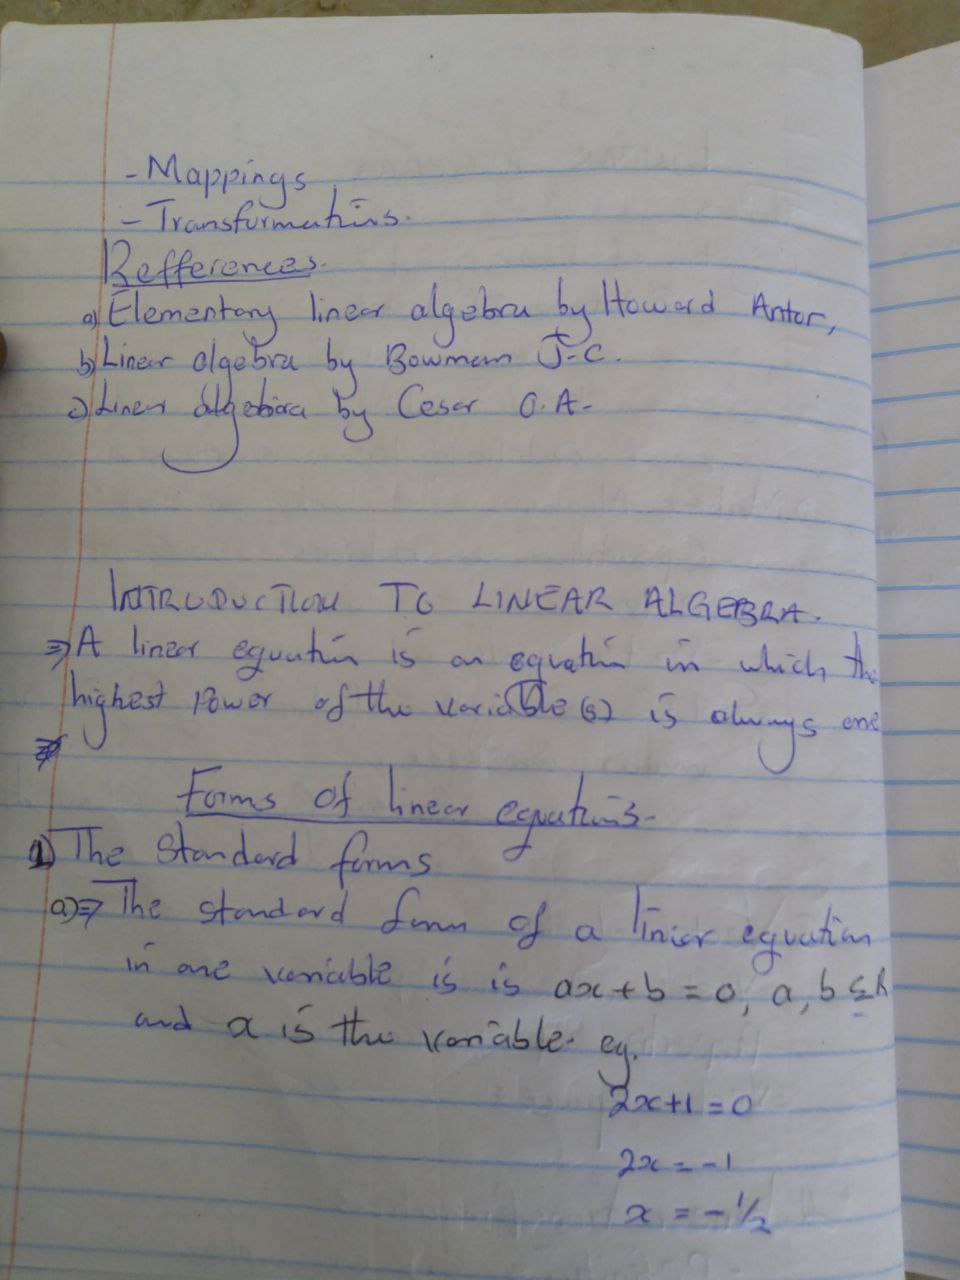 - Mappings
- Transformations.
Refferences.
a) Elementary linear algebra by Howard Anton,
b) Linear algebra by Bowman J.C.
c) Linear algebra by Cesar O.A.
INTRODUCTION TO LINEAR ALGEBRA.
⇒ A linear equation is an equation in which the
highest power of the variable(s) is always one
Forms of linear equations.
1) The standard forms
a) ⇒ The standard form of a linear equation
in one variable is is ax + b = 0, a, b
and x is the variable. eg.
2x+1 = 0
2x = -1
x = -1/2